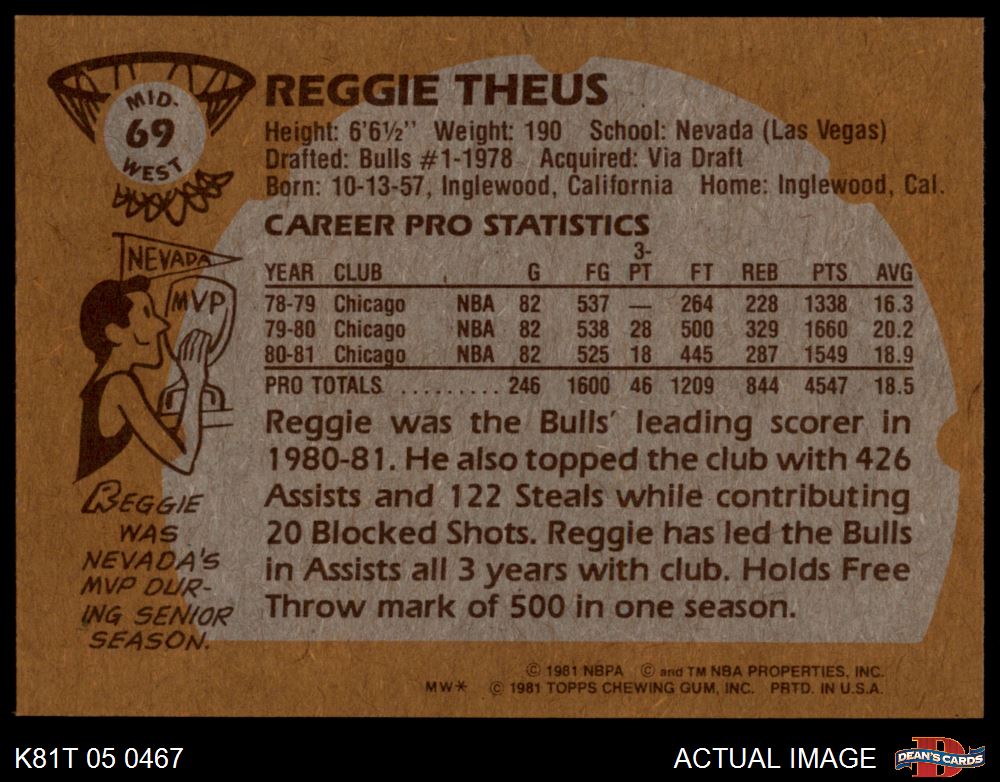 MID.
69
WEST
REGGIE THEUS
Height: 6'6½'' Weight: 190 School: Nevada (Las Vegas)
Drafted: Bulls #1-1978 Acquired: Via Draft
Born: 10-13-57, Inglewood, California Home: Inglewood, Cal.
CAREER PRO STATISTICS
YEAR CLUB G FG 3-PT FT REB PTS AVG
78-79 Chicago NBA 82 537 — 264 228 1338 16.3
79-80 Chicago NBA 82 538 28 500 329 1660 20.2
80-81 Chicago NBA 82 525 18 445 287 1549 18.9
PRO TOTALS .......... 246 1600 46 1209 844 4547 18.5
NEVADA
MVP
REGGIE
WAS
NEVADA'S
MVP DUR-
ING SENIOR
SEASON.
Reggie was the Bulls' leading scorer in
1980-81. He also topped the club with 426
Assists and 122 Steals while contributing
20 Blocked Shots. Reggie has led the Bulls
in Assists all 3 years with club. Holds Free
Throw mark of 500 in one season.
© 1981 NBPA © and TM NBA PROPERTIES, INC.
MW* © 1981 TOPPS CHEWING GUM, INC. PRTD. IN U.S.A.
K81T 05 0467
ACTUAL IMAGE
D
DEAN'S CARDS